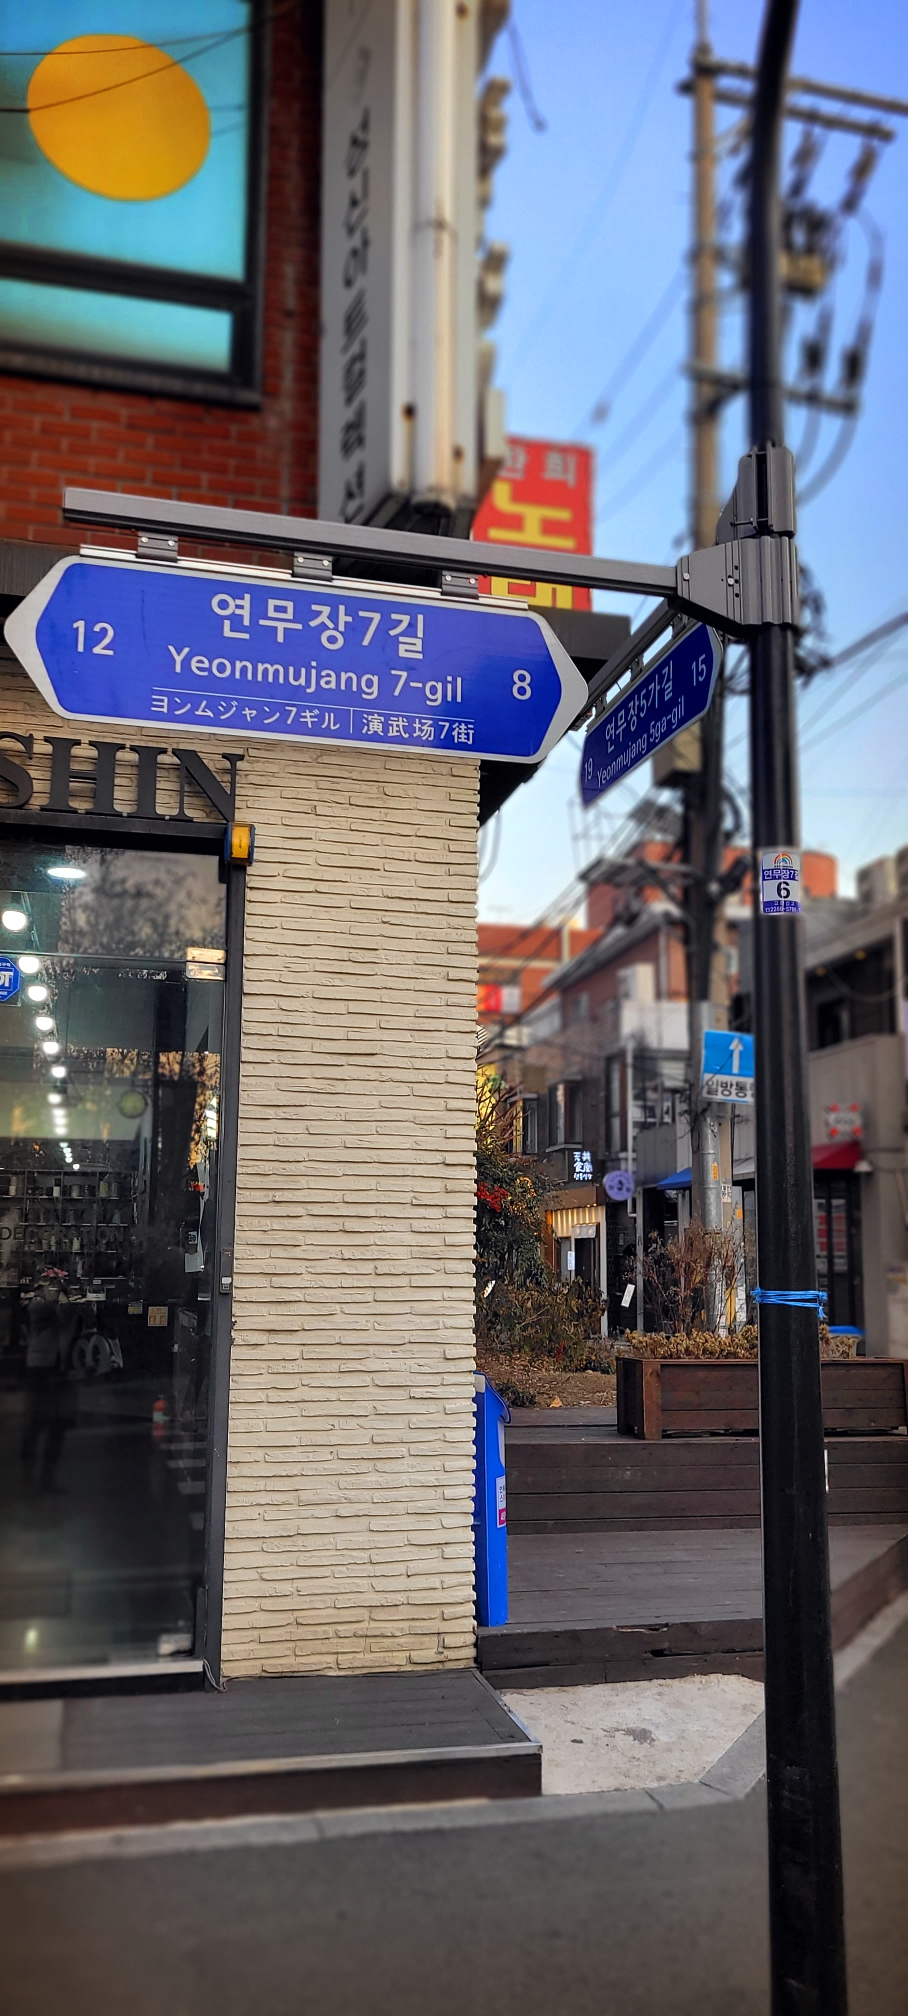 12
연무장7길
Yeonmujang 7-gil
8
ヨンムジャン7ギル | 演武场7街
15
연무장5가길
19
Yeonmujang 5ga-gil
SHIN
연무장7길
6
일방통행
노래